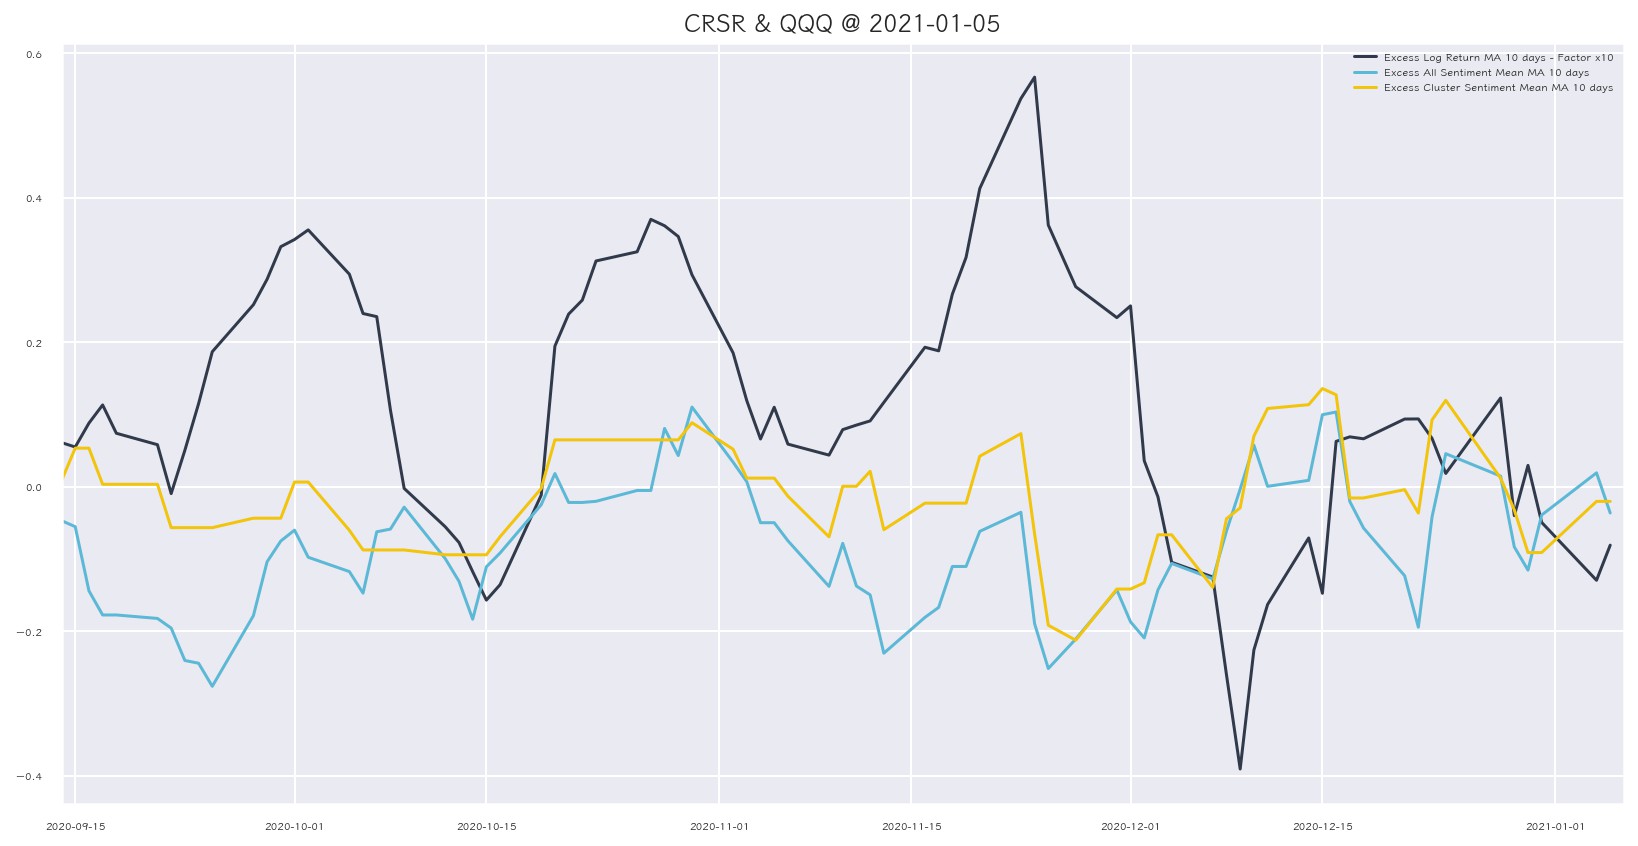 CRSR & QQQ @ 2021-01-05
Excess Log Return MA 10 days - Factor x10
Excess All Sentiment Mean MA 10 days
Excess Cluster Sentiment Mean MA 10 days
0.6
0.4
0.2
0.0
−0.2
−0.4
2020-09-15 2020-10-01 2020-10-15 2020-11-01 2020-11-15 2020-12-01 2020-12-15 2021-01-01